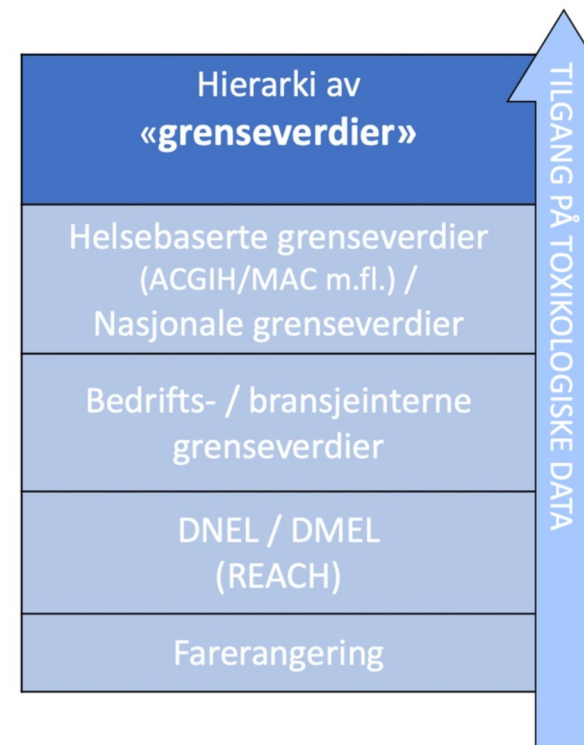 Hierarki av
«grenseverdier»
Helsebaserte grenseverdier
(ACGIH/MAC m.fl.) /
Nasjonale grenseverdier
Bedrifts- / bransjeinterne
grenseverdier
DNEL / DMEL
(REACH)
Farerangering
TILGANG PÅ TOXIKOLOGISKE DATA